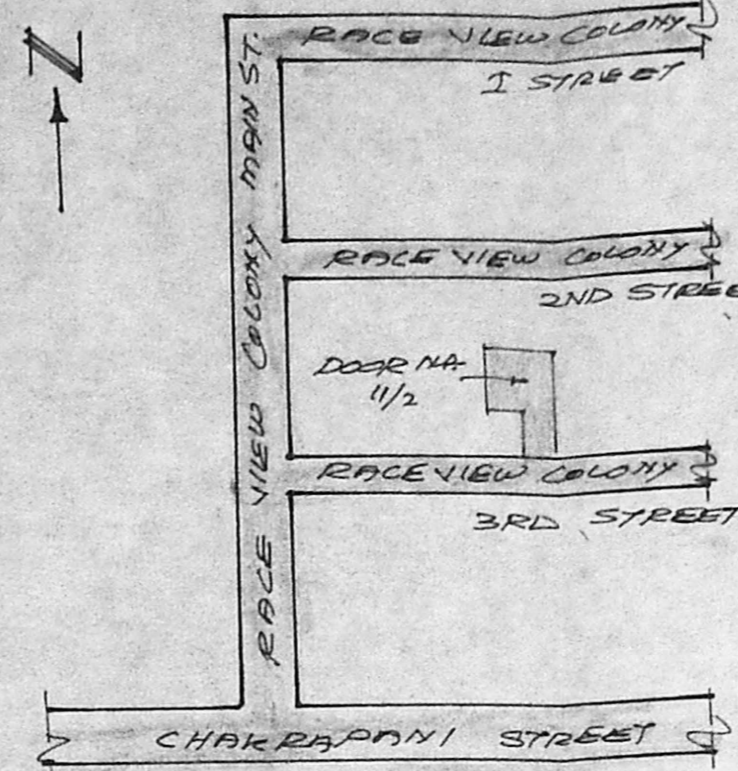 N
RACE VIEW COLONY
I STREET
RACE VIEW COLONY MAIN ST.
RACE VIEW COLONY
2ND STREE
DOOR NA
11/2
RACE VIEW COLONY
3RD STREET
CHAKRAPANI STREET